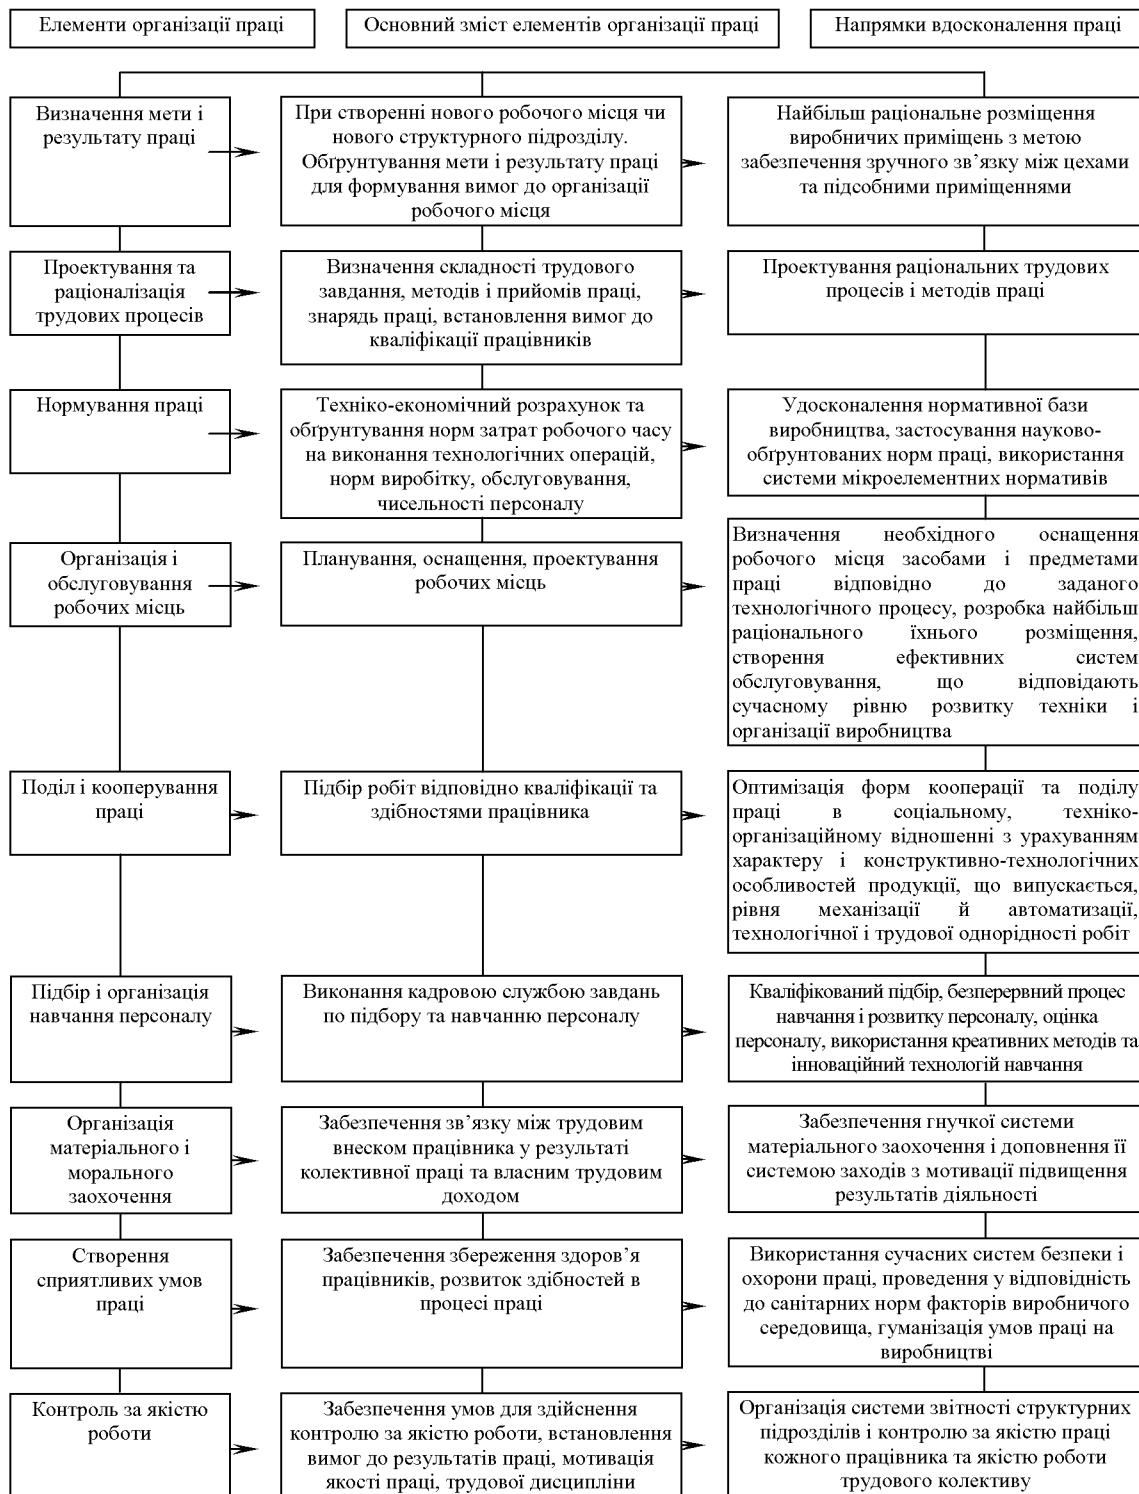 Елементи організації праці
Основний зміст елементів організації праці
Напрямки вдосконалення праці
Визначення мети і
результату праці
При створенні нового робочого місця чи
нового структурного підрозділу.
Обґрунтування мети і результату праці
для формування вимог до організації
робочого місця
Найбільш раціональне розміщення
виробничих приміщень з метою
забезпечення зручного зв’язку між цехами
та підсобними приміщеннями
Проектування та
раціоналізація
трудових процесів
Визначення складності трудового
завдання, методів і прийомів праці,
знарядь праці, встановлення вимог до
кваліфікації працівників
Проектування раціональних трудових
процесів і методів праці
Нормування праці
Техніко-економічний розрахунок та
обґрунтування норм затрат робочого часу
на виконання технологічних операцій,
норм виробітку, обслуговування,
чисельності персоналу
Удосконалення нормативної бази
виробництва, застосування науково-
обґрунтованих норм праці, використання
системи мікроелементних нормативів
Організація і
обслуговування
робочих місць
Планування, оснащення, проектування
робочих місць
Визначення необхідного оснащення
робочого місця засобами і предметами
праці відповідно до заданого
технологічного процесу, розробка найбільш
раціонального їхнього розміщення,
створення ефективних систем
обслуговування, що відповідають
сучасному рівню розвитку техніки і
організації виробництва
Поділ і кооперування
праці
Підбір робіт відповідно кваліфікації та
здібностями працівника
Оптимізація форм кооперації та поділу
праці в соціальному, техніко-
організаційному відношенні з урахуванням
характеру і конструктивно-технологічних
особливостей продукції, що випускається,
рівня механізації й автоматизації,
технологічної і трудової однорідності робіт
Підбір і організація
навчання персоналу
Виконання кадровою службою завдань
по підбору та навчанню персоналу
Кваліфікований підбір, безперервний процес
навчання і розвитку персоналу, оцінка
персоналу, використання креативних методів та
інноваційний технологій навчання
Організація
матеріального і
морального
заохочення
Забезпечення зв’язку між трудовим
внеском працівника у результаті
колективної праці та власним трудовим
доходом
Забезпечення гнучкої системи
матеріального заохочення і доповнення її
системою заходів з мотивації підвищення
результатів діяльності
Створення
сприятливих умов
праці
Забезпечення збереження здоров’я
працівників, розвиток здібностей в
процесі праці
Використання сучасних систем безпеки і
охорони праці, проведення у відповідність
до санітарних норм факторів виробничого
середовища, гуманізація умов праці на
виробництві
Контроль за якістю
роботи
Забезпечення умов для здійснення
контролю за якістю роботи, встановлення
вимог до результатів праці, мотивація
якості праці, трудової дисципліни
Організація системи звітності структурних
підрозділів і контролю за якістю праці
кожного працівника та якістю роботи
трудового колективу